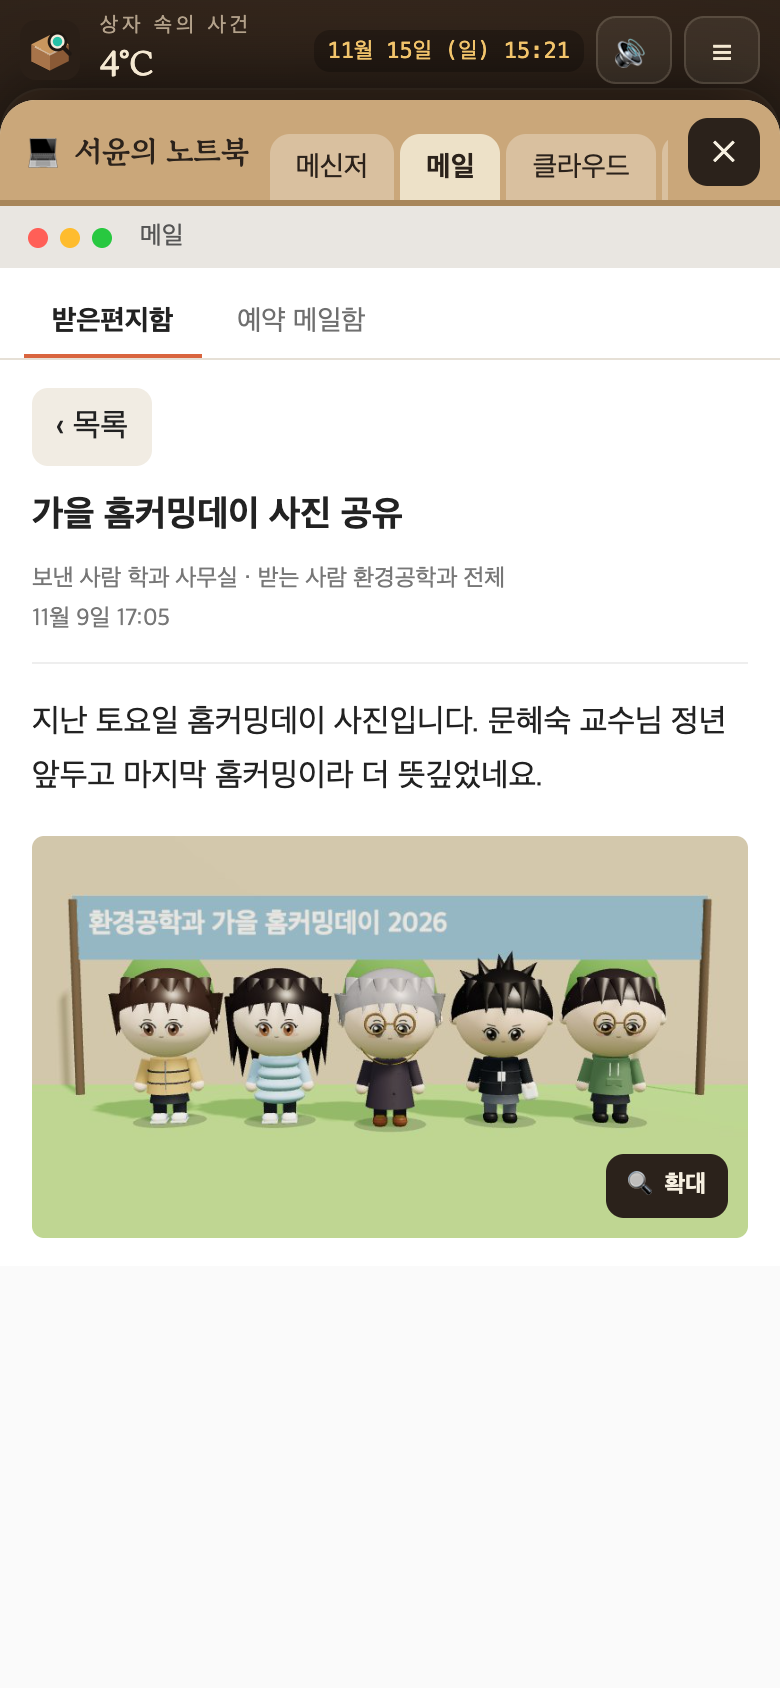 상자 속의 사건
4°C
11월 15일 (일) 15:21
서윤의 노트북
메신저
메일
클라우드
메일
받은편지함
예약 메일함
‹ 목록
가을 홈커밍데이 사진 공유
보낸 사람 학과 사무실 · 받는 사람 환경공학과 전체
11월 9일 17:05
지난 토요일 홈커밍데이 사진입니다. 문혜숙 교수님 정년
앞두고 마지막 홈커밍이라 더 뜻깊었네요.
환경공학과 가을 홈커밍데이 2026
확대